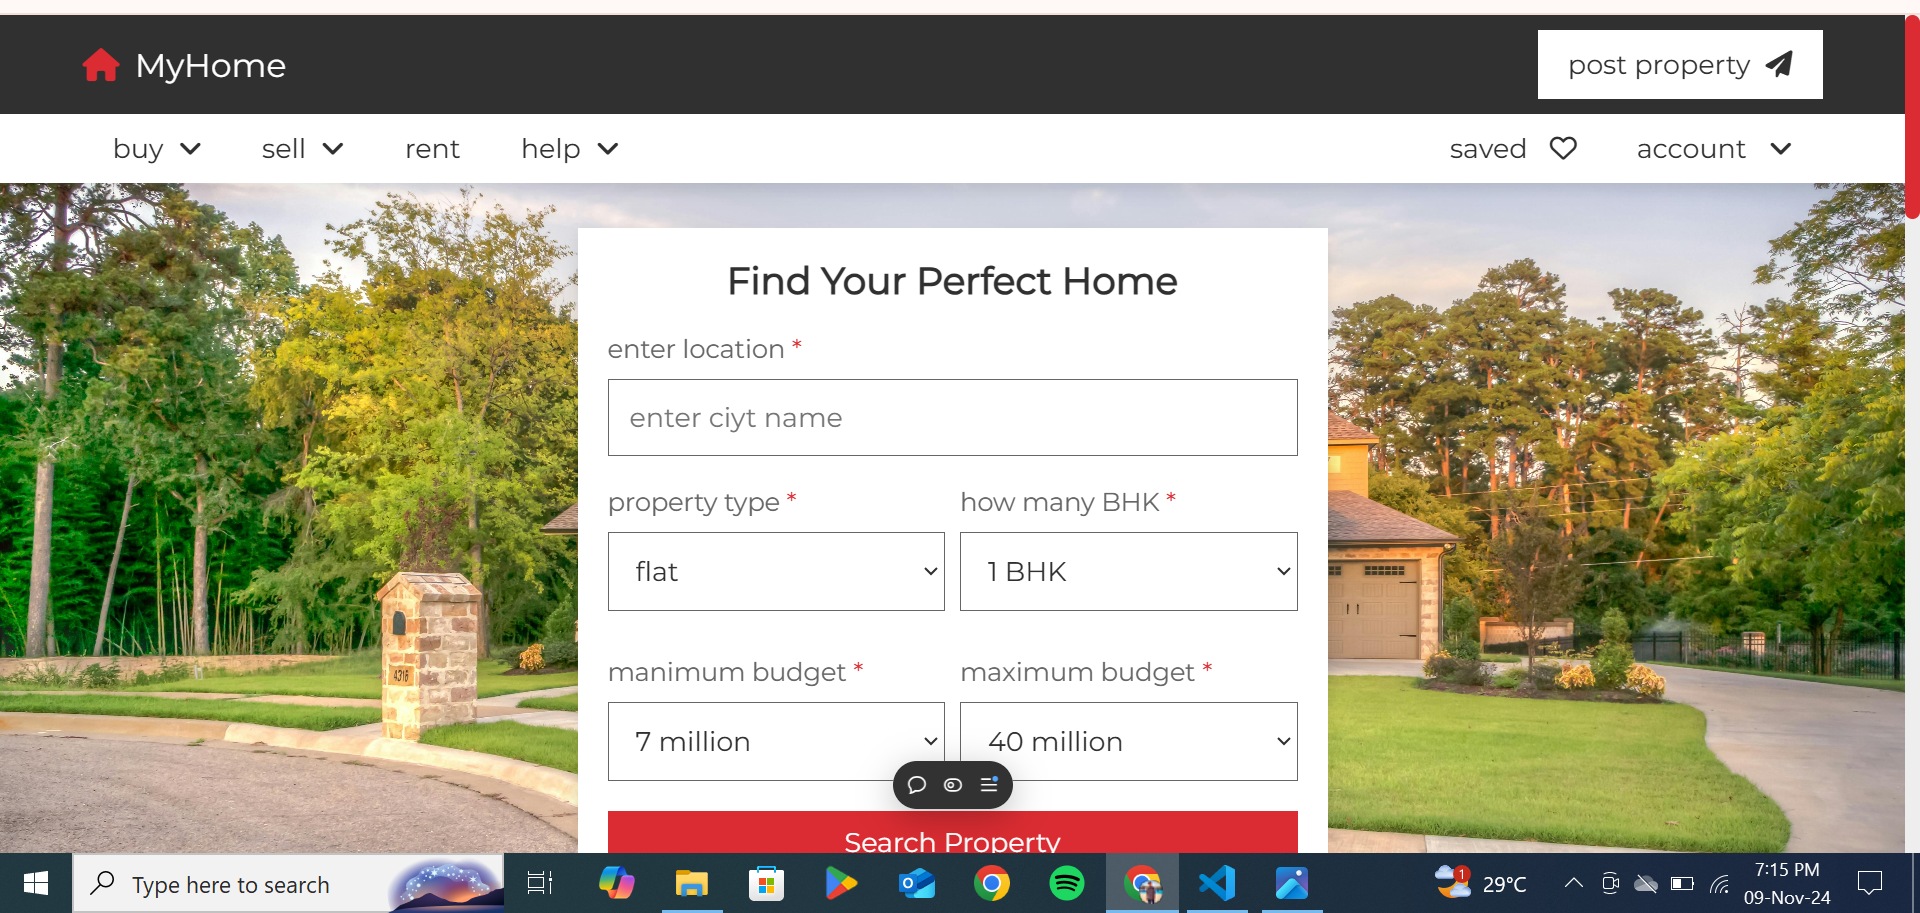 MyHome
post property
buy
sell
rent
help
saved
account
Find Your Perfect Home
enter location *
enter ciyt name
property type *
how many BHK *
flat
1 BHK
manimum budget *
maximum budget *
7 million
40 million
Search Property
4316
Type here to search
1
29°C
7:15 PM
09-Nov-24